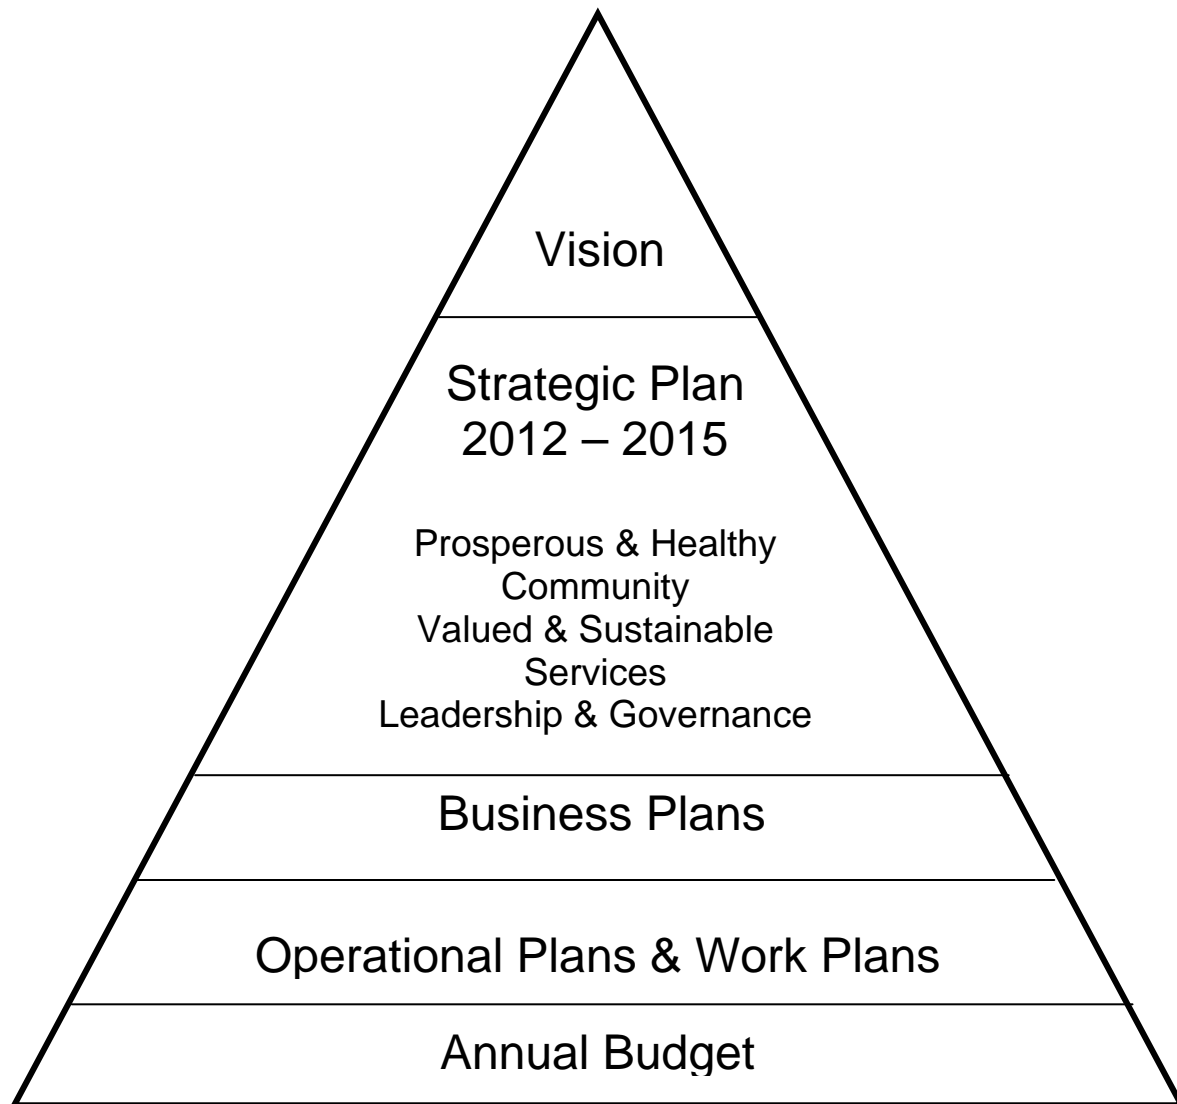 Vision
Strategic Plan
2012 – 2015
Prosperous & Healthy
Community
Valued & Sustainable
Services
Leadership & Governance
Business Plans
Operational Plans & Work Plans
Annual Budget